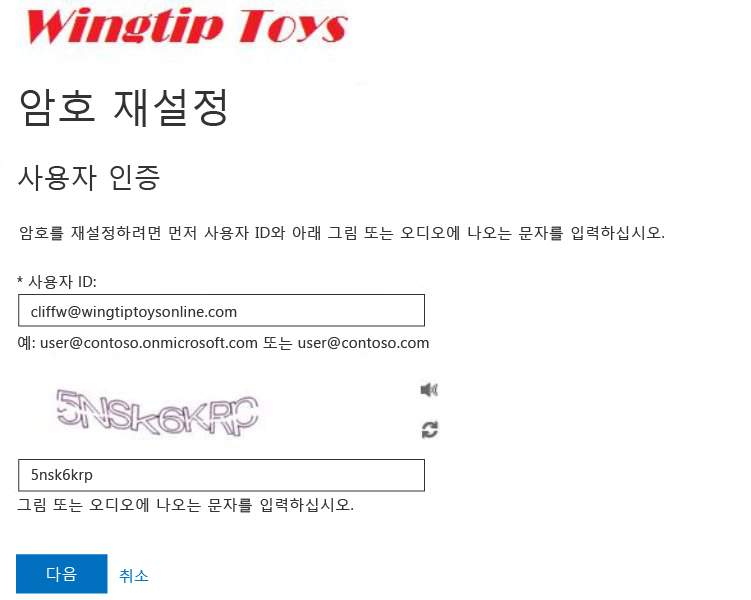 Wingtip Toys
암호 재설정
사용자 인증
암호를 재설정하려면 먼저 사용자 ID와 아래 그림 또는 오디오에 나오는 문자를 입력하십시오.
* 사용자 ID:
cliffw@wingtiptoysonline.com
예: user@contoso.onmicrosoft.com 또는 user@contoso.com
5NSk6KRP
5nsk6krp
그림 또는 오디오에 나오는 문자를 입력하십시오.
다음 취소